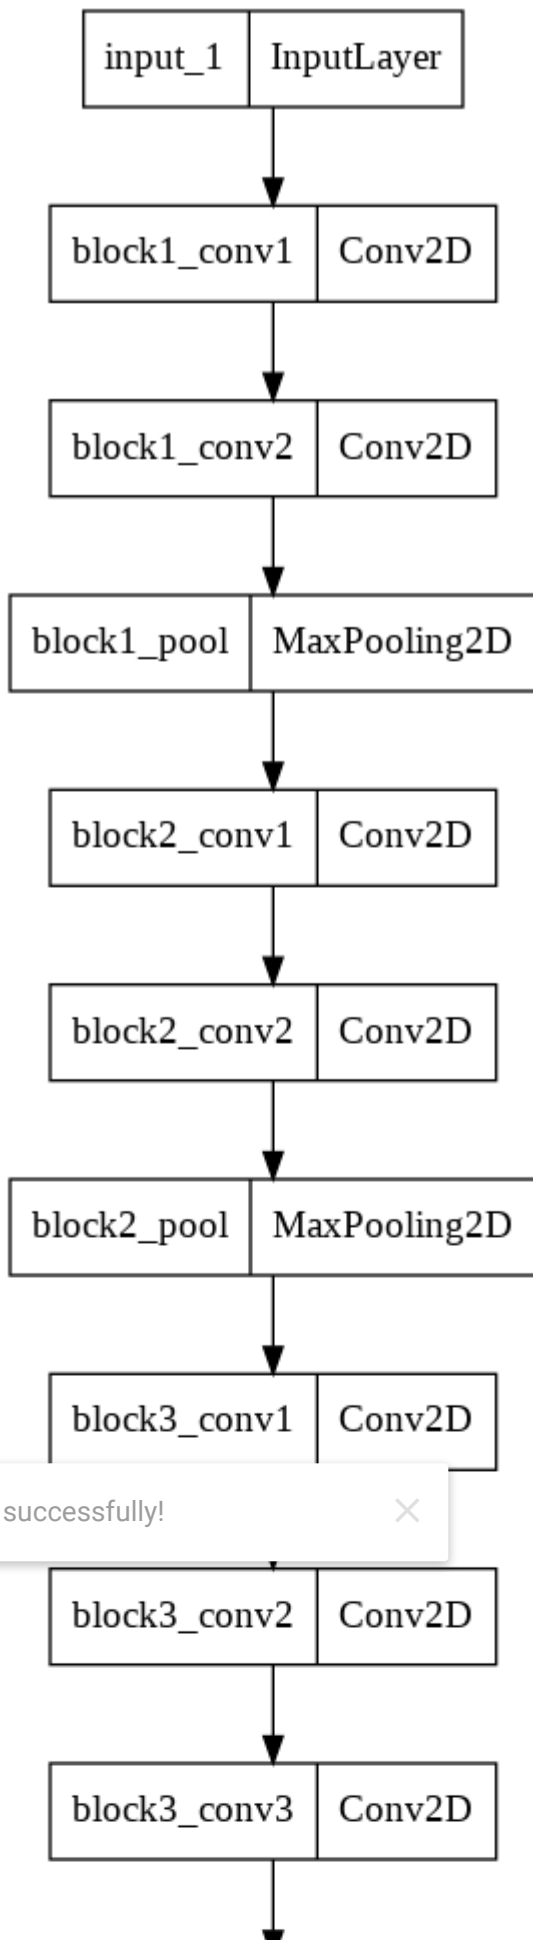 input_1 InputLayer
block1_conv1 Conv2D
block1_conv2 Conv2D
block1_pool MaxPooling2D
block2_conv1 Conv2D
block2_conv2 Conv2D
block2_pool MaxPooling2D
block3_conv1 Conv2D
successfully!
block3_conv2 Conv2D
block3_conv3 Conv2D